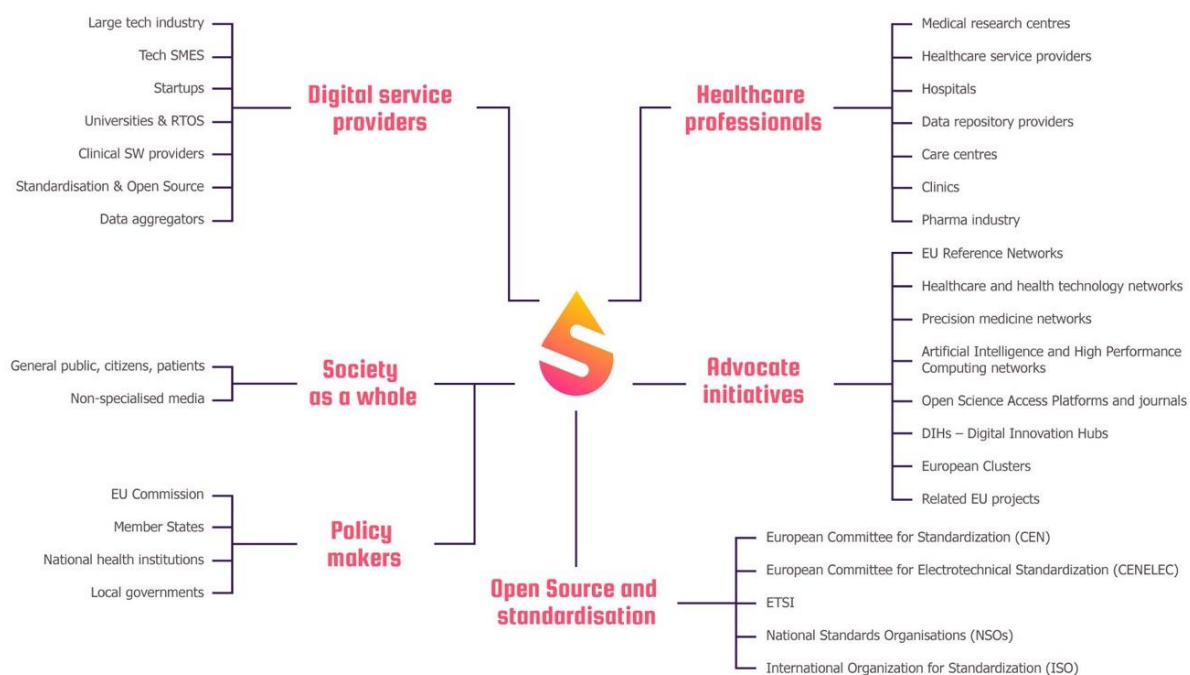 Large tech industry
Tech SMES
Startups
Universities & RTOS
Clinical SW providers
Standardisation & Open Source
Data aggregators
Digital service
providers
Healthcare
professionals
Medical research centres
Healthcare service providers
Hospitals
Data repository providers
Care centres
Clinics
Pharma industry
General public, citizens, patients
Non-specialised media
Society
as a whole
S
Advocate
initiatives
EU Reference Networks
Healthcare and health technology networks
Precision medicine networks
Artificial Intelligence and High Performance
Computing networks
Open Science Access Platforms and journals
DIHs – Digital Innovation Hubs
European Clusters
Related EU projects
EU Commission
Member States
National health institutions
Local governments
Policy
makers
Open Source and
standardisation
European Committee for Standardization (CEN)
European Committee for Electrotechnical Standardization (CENELEC)
ETSI
National Standards Organisations (NSOs)
International Organization for Standardization (ISO)